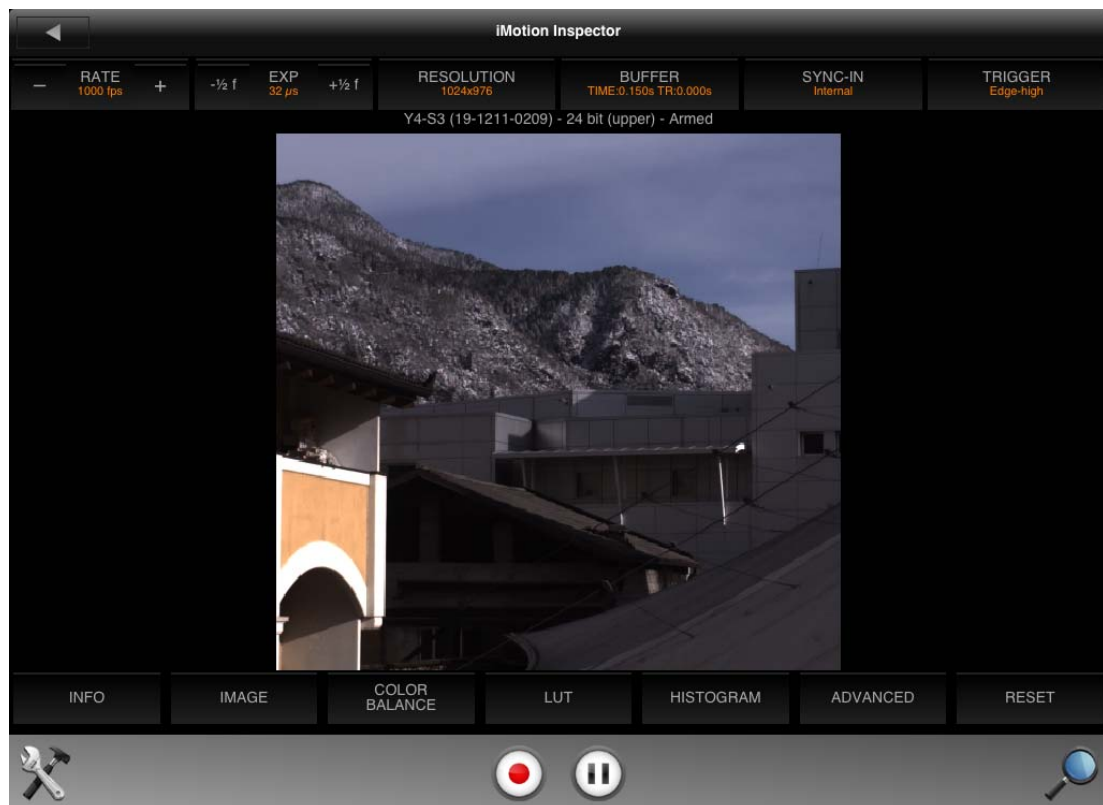 iMotion Inspector
−
RATE
1000 fps
+
-½ f
EXP
32 µs
+½ f
RESOLUTION
1024x976
BUFFER
TIME:0.150s TR:0.000s
SYNC-IN
Internal
TRIGGER
Edge-high
Y4-S3 (19-1211-0209) - 24 bit (upper) - Armed
INFO
IMAGE
COLOR
BALANCE
LUT
HISTOGRAM
ADVANCED
RESET